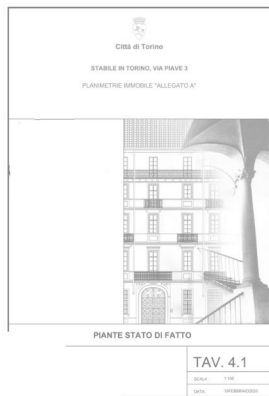 Città di Torino
STABILE IN TORINO, VIA PIAVE 3
PLANIMETRIE IMMOBILE "ALLEGATO A"
PIANTE STATO DI FATTO
TAV. 4.1
SCALA
DATA